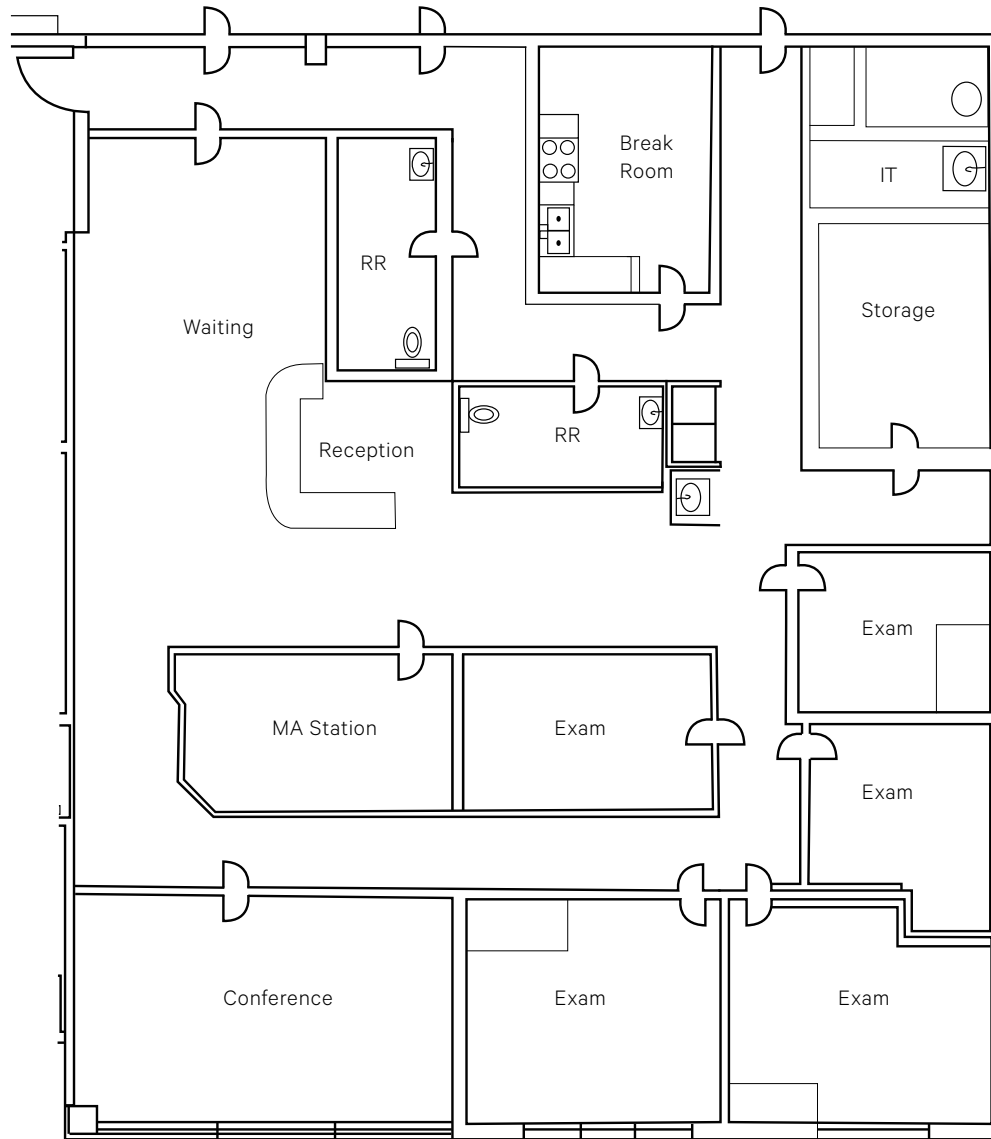 Break
Room
IT
RR
Storage
Waiting
RR
Reception
Exam
MA Station
Exam
Exam
Conference
Exam
Exam